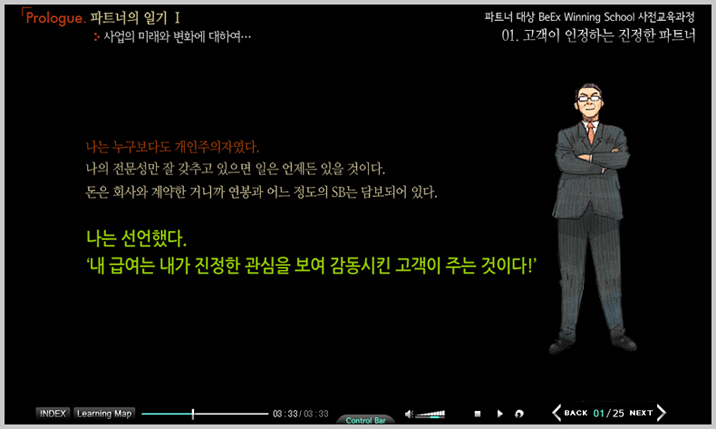 Prologue. 파트너의 일기 I
파트너 대상 BeEx Winning School 사전교육과정
: 사업의 미래와 변화에 대하여…
01. 고객이 인정하는 진정한 파트너
나는 누구보다도 개인주의자였다.
나의 전문성만 잘 갖추고 있으면 일은 언제든 있을 것이다.
돈은 회사와 계약한 거니까 연봉과 어느 정도의 SB는 담보되어 있다.
나는 선언했다.
‘내 급여는 내가 진정한 관심을 보여 감동시킨 고객이 주는 것이다!’
INDEX Learning Map 03 : 33 / 03 : 33 Control Bar BACK 01 / 25 NEXT